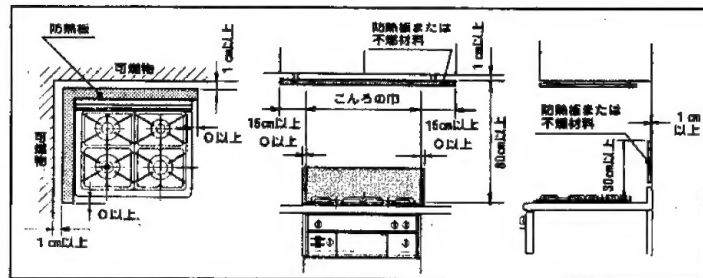 防熱板
可燃物
1cm以上
可燃物
0以上
0以上
1cm以上
防熱板または
不燃材料
1cm以上
こんろの巾
15cm以上
15cm以上
0以上
0以上
80cm以上
防熱板または
不燃材料
1cm
以上
30cm以上